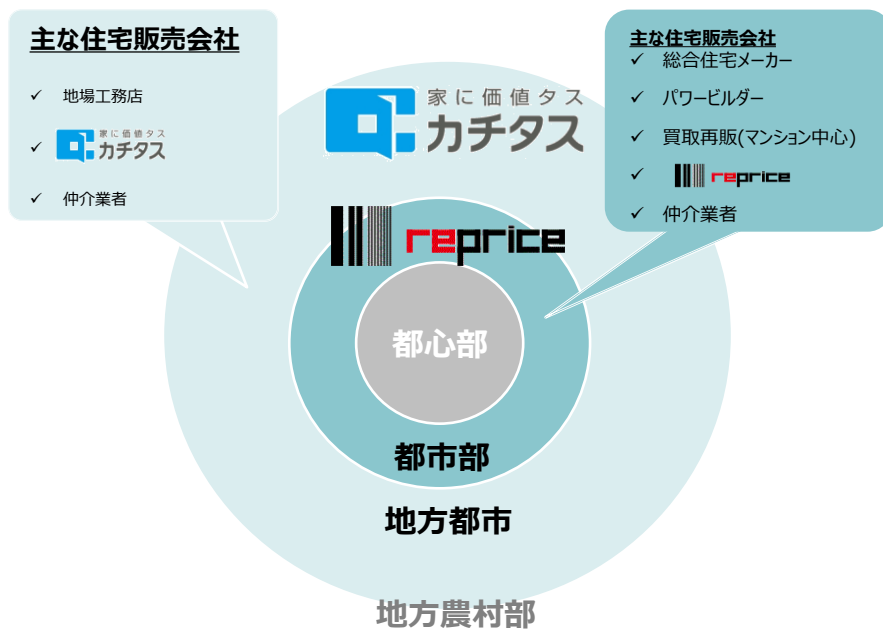 主な住宅販売会社
✓ 地場工務店
✓ 家に価値タス
カチタス
✓ 仲介業者
主な住宅販売会社
✓ 総合住宅メーカー
✓ パワービルダー
✓ 買取再販(マンション中心)
✓ reprice
✓ 仲介業者
家に価値タス
カチタス
reprice
都心部
都市部
地方都市
地方農村部